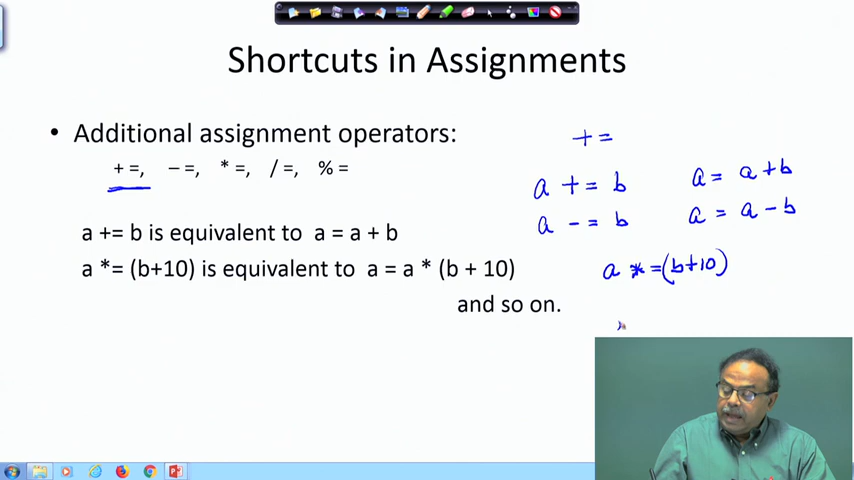 Shortcuts in Assignments
• Additional assignment operators:
+ =, – =, * =, / =, % =
+ =
a + = b a = a + b
a - = b a = a - b
a += b is equivalent to a = a + b
a *= (b+10) is equivalent to a = a * (b + 10)
a * = (b+10)
and so on.